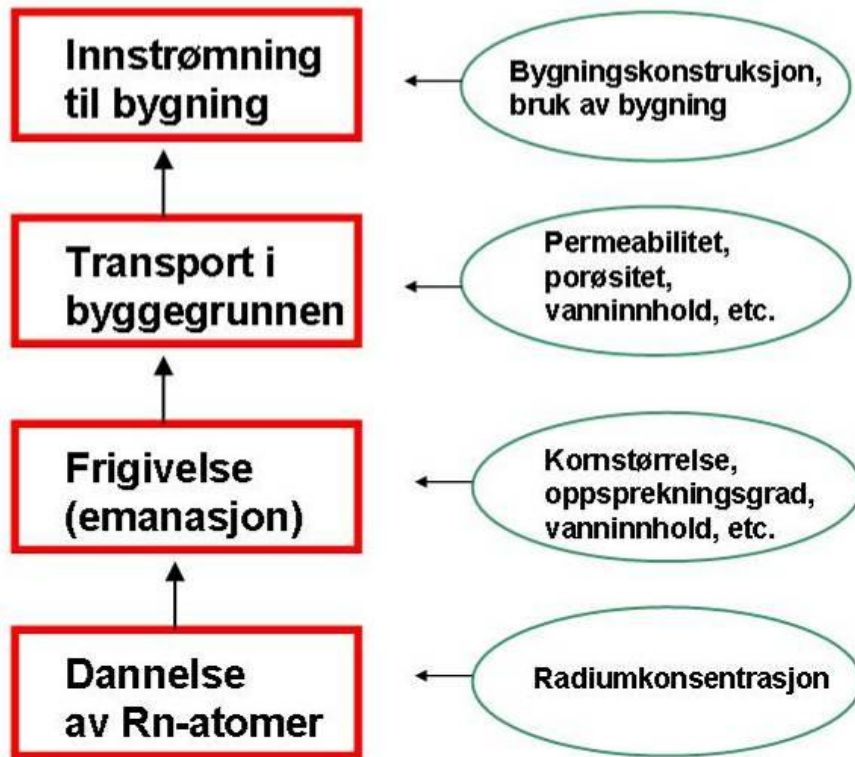 Innstrømning
til bygning
Bygningskonstruksjon,
bruk av bygning
Transport i
byggegrunnen
Permeabilitet,
porøsitet,
vanninnhold, etc.
Frigivelse
(emanasjon)
Kornstørrelse,
oppsprekningsgrad,
vanninnhold, etc.
Dannelse
av Rn-atomer
Radiumkonsentrasjon